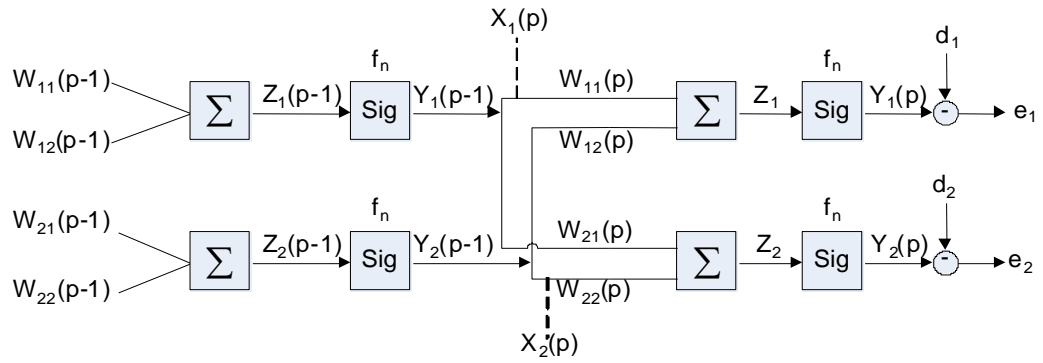 X₁(p)
fₙ fₙ d₁
W₁₁(p-1) W₁₁(p)
Z₁(p-1) Y₁(p-1) Z₁ Y₁(p)
Σ Sig Σ Sig - e₁
W₁₂(p-1) W₁₂(p)
fₙ fₙ d₂
W₂₁(p-1) W₂₁(p)
Z₂(p-1) Y₂(p-1) Z₂ Y₂(p)
Σ Sig Σ Sig - e₂
W₂₂(p-1) W₂₂(p)
X₂(p)